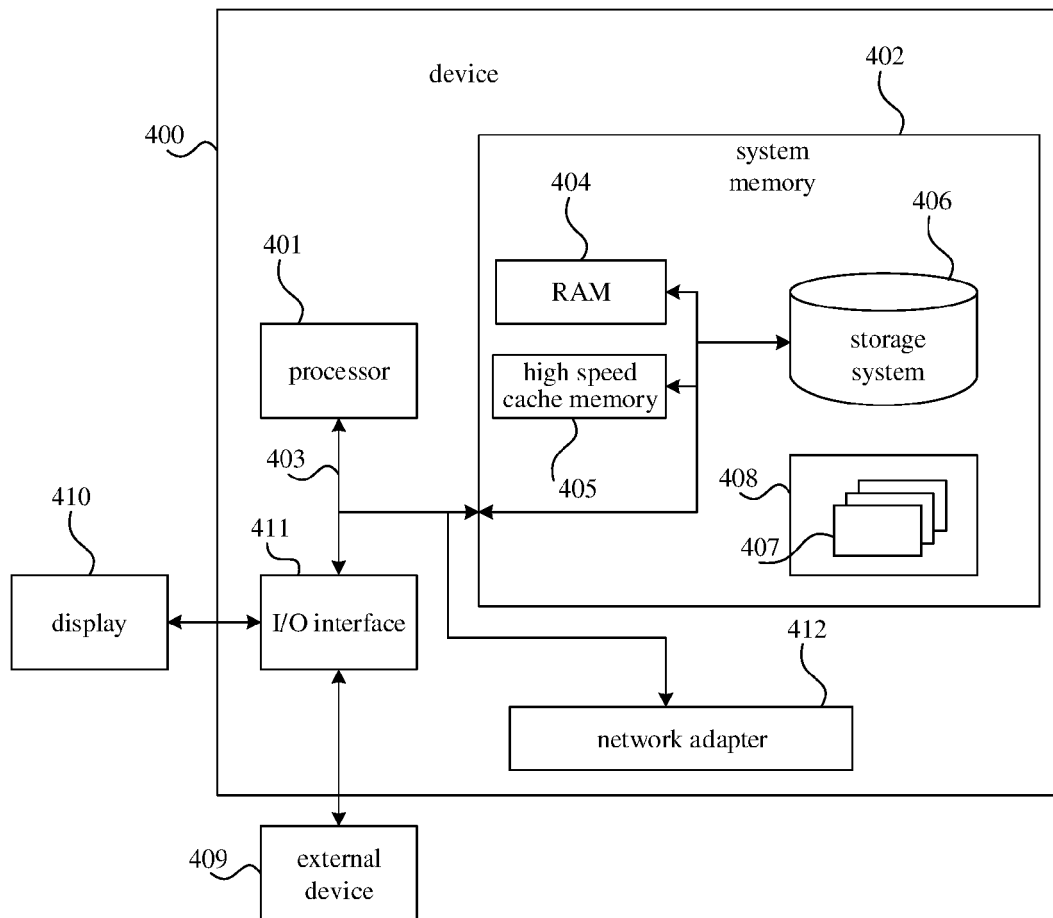 402
device
400
system
memory
404
406
401
RAM
storage
system
processor
high speed
cache memory
403
405
408
410
411
407
display
I/O interface
412
network adapter
409
external
device